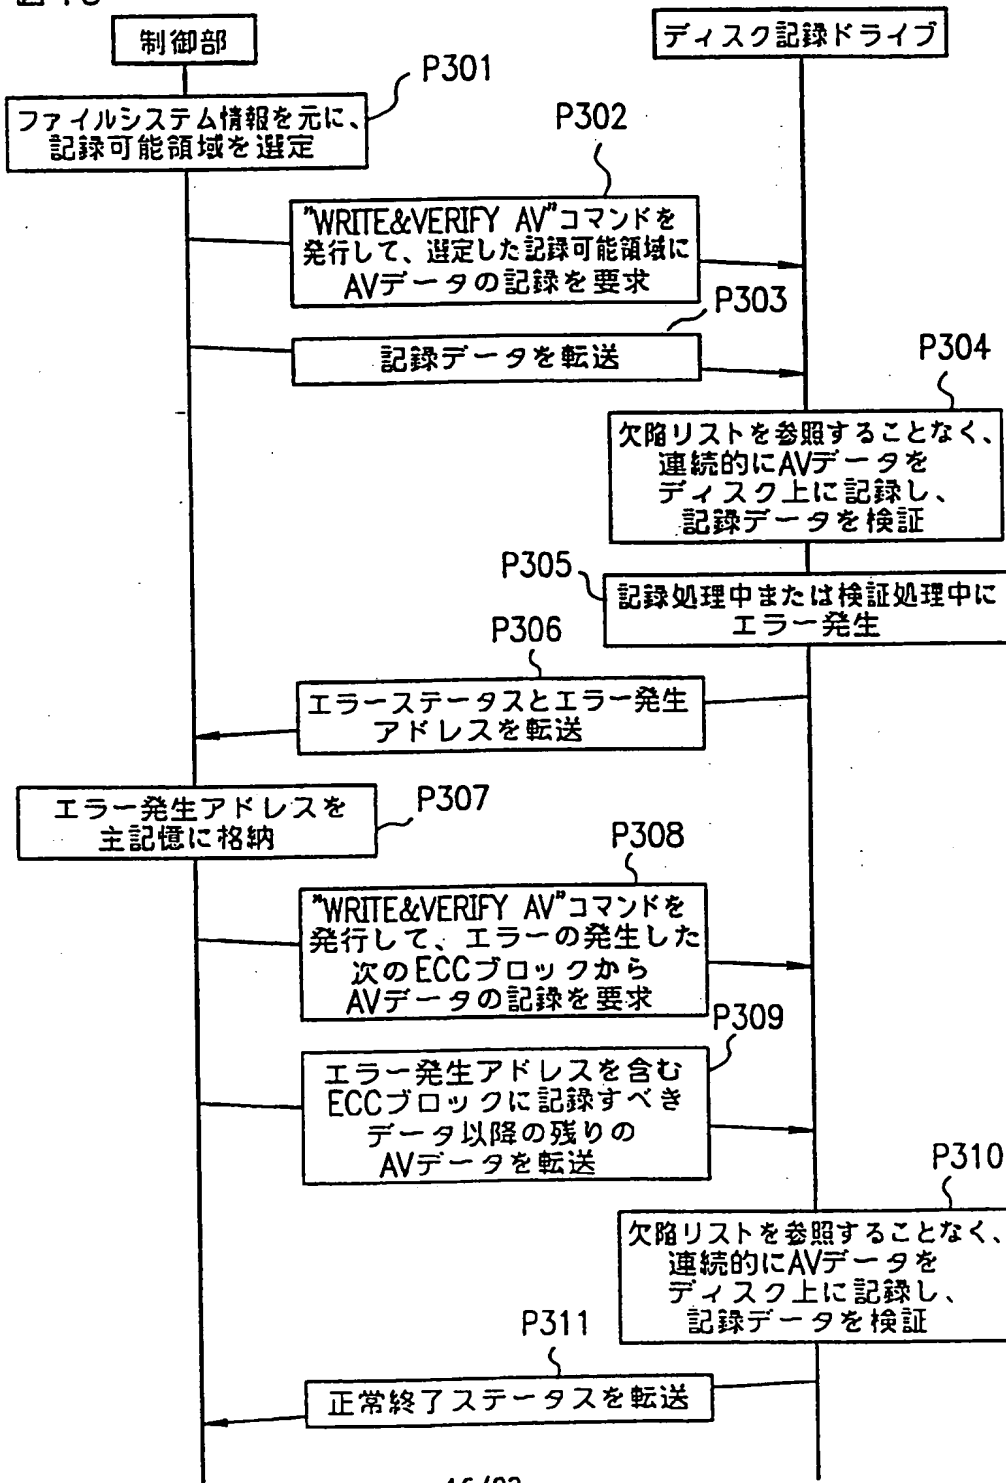 制御部
ディスク記録ドライブ
P301
ファイルシステム情報を元に、
記録可能領域を選定
P302
"WRITE&VERIFY AV"コマンドを
発行して、選定した記録可能領域に
AVデータの記録を要求
P303
記録データを転送
P304
欠陥リストを参照することなく、
連続的にAVデータを
ディスク上に記録し、
記録データを検証
P305
記録処理中または検証処理中に
エラー発生
P306
エラーステータスとエラー発生
アドレスを転送
P307
エラー発生アドレスを
主記憶に格納
P308
"WRITE&VERIFY AV"コマンドを
発行して、エラーの発生した
次のECCブロックから
AVデータの記録を要求
P309
エラー発生アドレスを含む
ECCブロックに記録すべき
データ以降の残りの
AVデータを転送
P310
欠陥リストを参照することなく、
連続的にAVデータを
ディスク上に記録し、
記録データを検証
P311
正常終了ステータスを転送